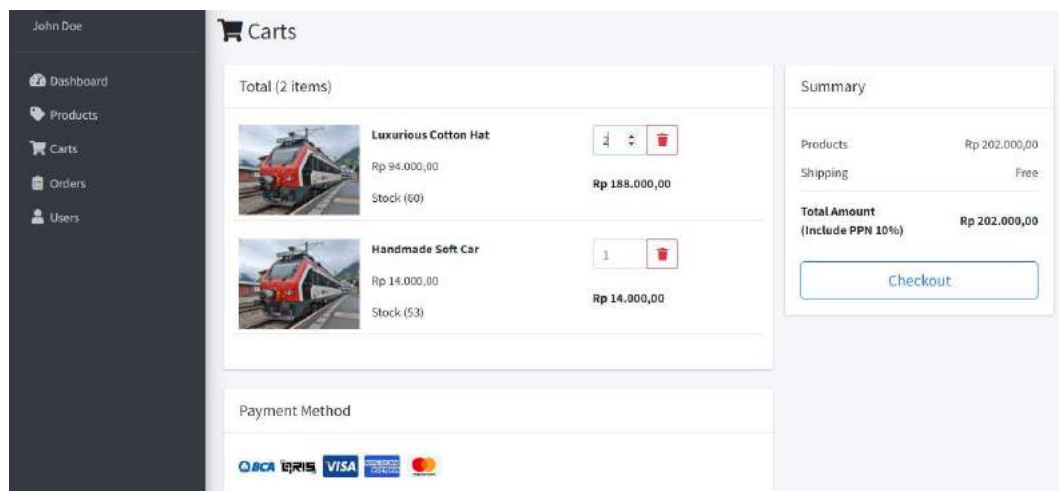 John Doe
Dashboard
Products
Carts
Orders
Users
Carts
Total (2 items)
Luxurious Cotton Hat
Rp 94.000,00
Stock (60)
2
Rp 188.000,00
Handmade Soft Car
Rp 14.000,00
Stock (53)
1
Rp 14.000,00
Payment Method
BCA QRIS VISA AMERICAN EXPRESS mastercard
Summary
Products Rp 202.000,00
Shipping Free
Total Amount
(Include PPN 10%) Rp 202.000,00
Checkout